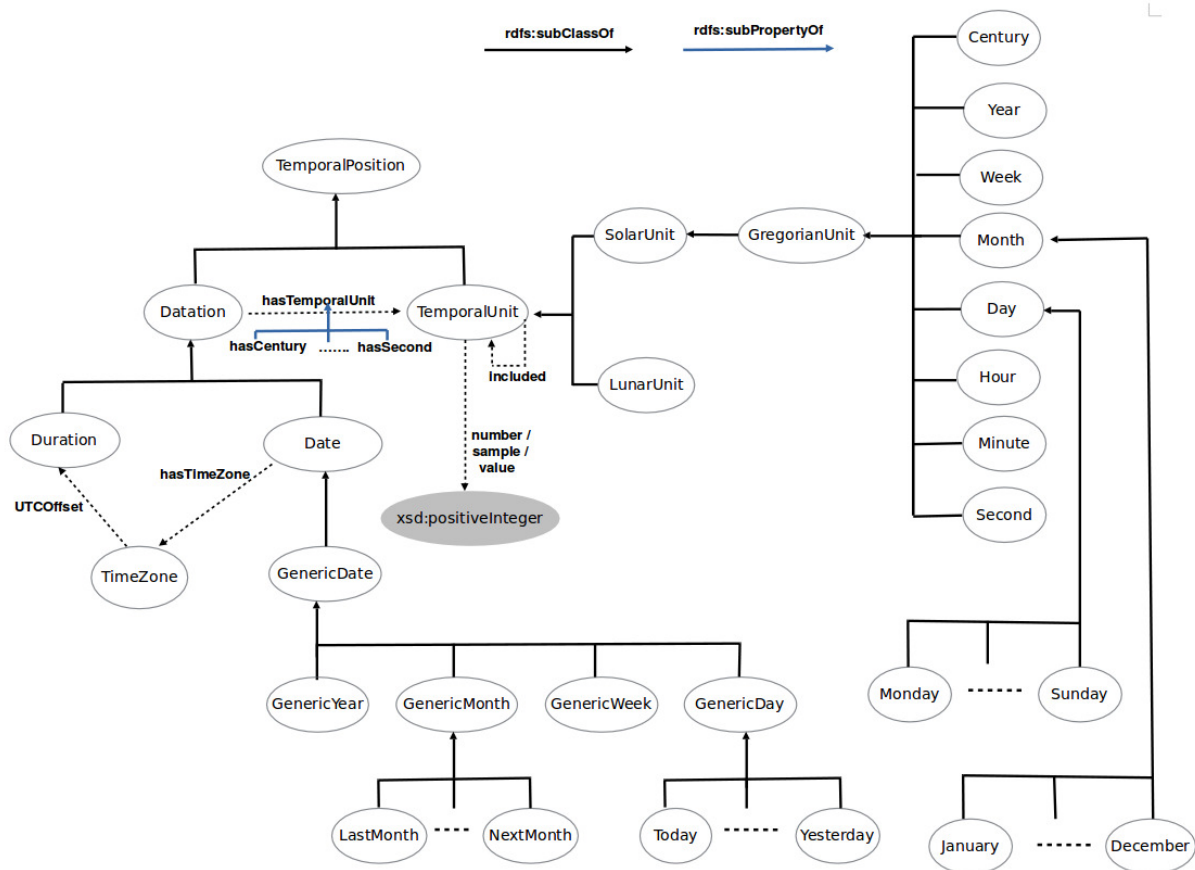 rdfs:subClassOf
rdfs:subPropertyOf
Century
Year
TemporalPosition
Week
SolarUnit
GregorianUnit
Month
Datation
hasTemporalUnit
TemporalUnit
Day
hasCentury
.......
hasSecond
included
LunarUnit
Hour
Duration
Date
number /
sample /
value
Minute
hasTimeZone
UTCOffset
xsd:positiveInteger
Second
TimeZone
GenericDate
GenericYear
GenericMonth
GenericWeek
GenericDay
Monday
Sunday
LastMonth
NextMonth
Today
Yesterday
January
December